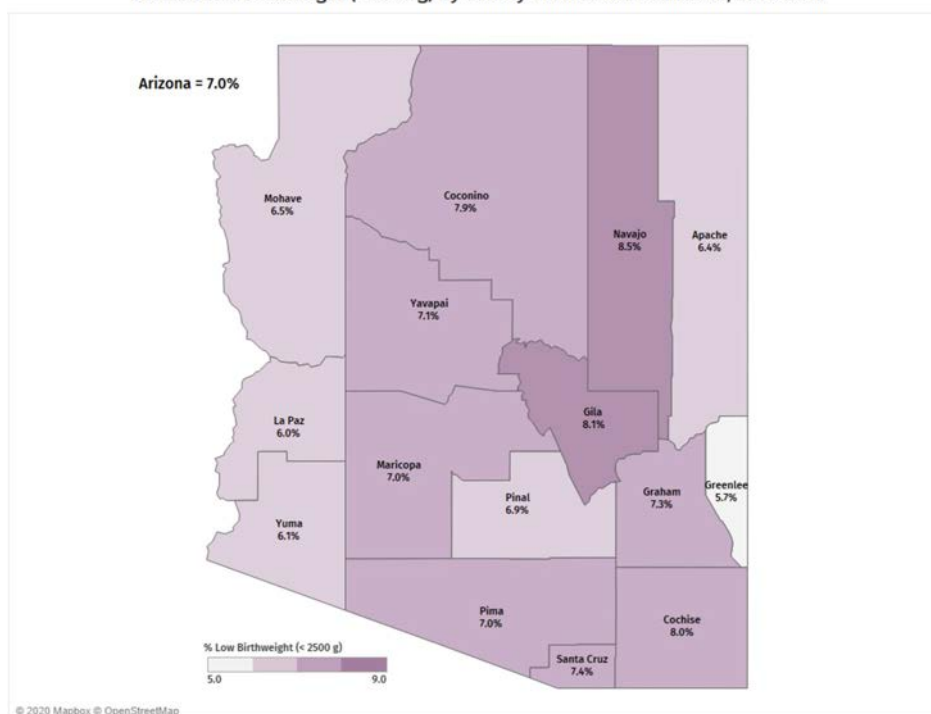 Arizona = 7.0%
Mohave
6.5%
Coconino
7.9%
Navajo
8.5%
Apache
6.4%
Yavapai
7.1%
La Paz
6.0%
Gila
8.1%
Maricopa
7.0%
Pinal
6.9%
Graham
7.3%
Greenlee
5.7%
Yuma
6.1%
Pima
7.0%
Cochise
8.0%
Santa Cruz
7.4%
% Low Birthweight (< 2500 g)
5.0 9.0
© 2020 Mapbox © OpenStreetMap